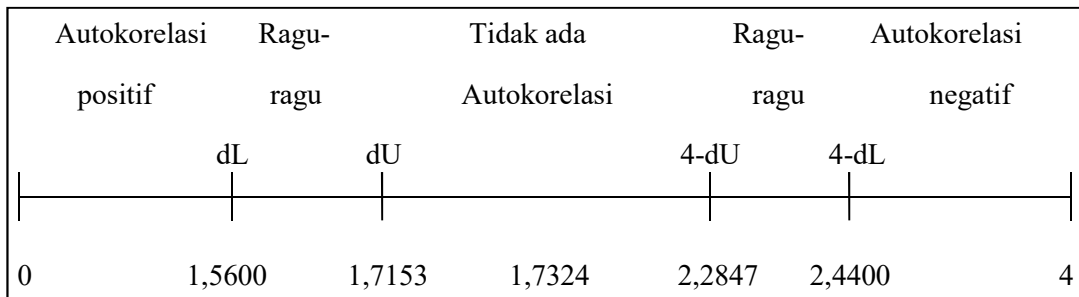 Autokorelasi Ragu- Tidak ada Ragu- Autokorelasi
positif ragu Autokorelasi ragu negatif
dL dU 4-dU 4-dL
0 1,5600 1,7153 1,7324 2,2847 2,4400 4